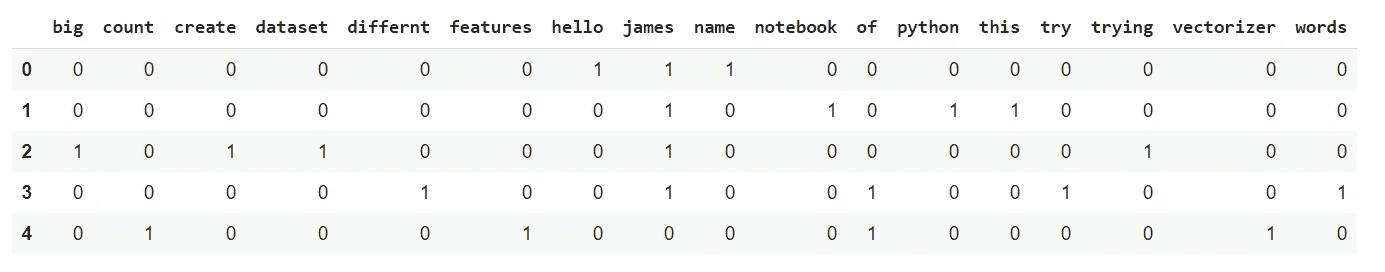 big count create dataset differnt features hello james name notebook of python this try trying vectorizer words
0 0 0 0 0 0 0 1 1 1 0 0 0 0 0 0 0 0
1 0 0 0 0 0 0 0 1 0 1 0 1 1 0 0 0 0
2 1 0 1 1 0 0 0 1 0 0 0 0 0 0 1 0 0
3 0 0 0 0 1 0 0 1 0 0 1 0 0 1 0 0 1
4 0 1 0 0 0 1 0 0 0 0 1 0 0 0 0 1 0